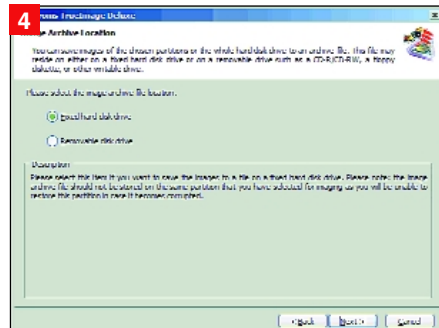 4
Acronis TrueImage Deluxe
Image Archive Location
You can save images of the chosen partitions or the whole hard disk drive to an archive file. This file may
reside on either on a fixed hard disk drive or on a removable drive such as a CD-R/CD-RW, a floppy
diskette, or other writable drive.
Please select the image archive file location:
Fixed hard disk drive
Removable disk drive
Description
Please select this item if you want to save the images to a file on a fixed hard disk drive. Please note: the image
archive file should not be stored on the same partition that you have selected for imaging as you will be unable to
restore this partition in case it becomes corrupted.
< Back
Next >
Cancel